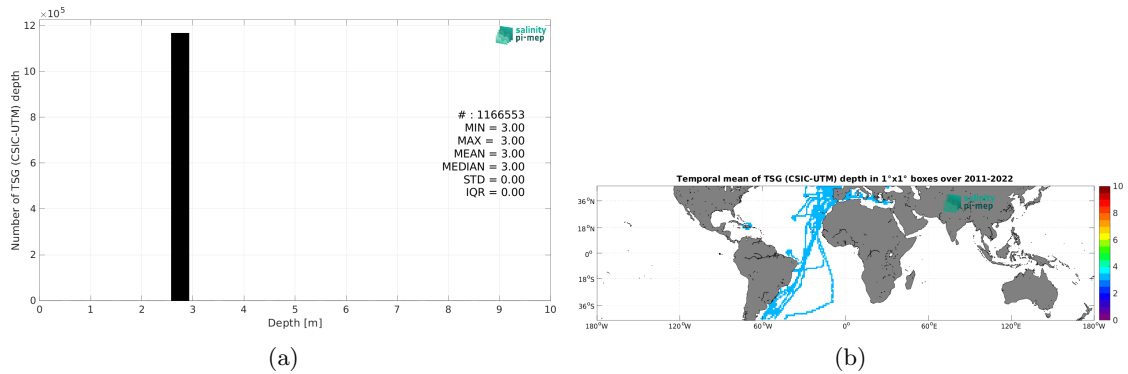 ×10^5
12
10
8
6
4
2
0
Number of TSG (CSIC-UTM) depth
0 1 2 3 4 5 6 7 8 9 10
Depth [m]
salinity
pi-mep
# : 1166553
MIN = 3.00
MAX = 3.00
MEAN = 3.00
MEDIAN = 3.00
STD = 0.00
IQR = 0.00
(a)
Temporal mean of TSG (CSIC-UTM) depth in 1°x1° boxes over 2011-2022
salinity
pi-mep
36°N
18°N
0°
18°S
36°S
180°W 120°W 60°W 0° 60°E 120°E 180°W
10
8
6
4
2
0
(b)